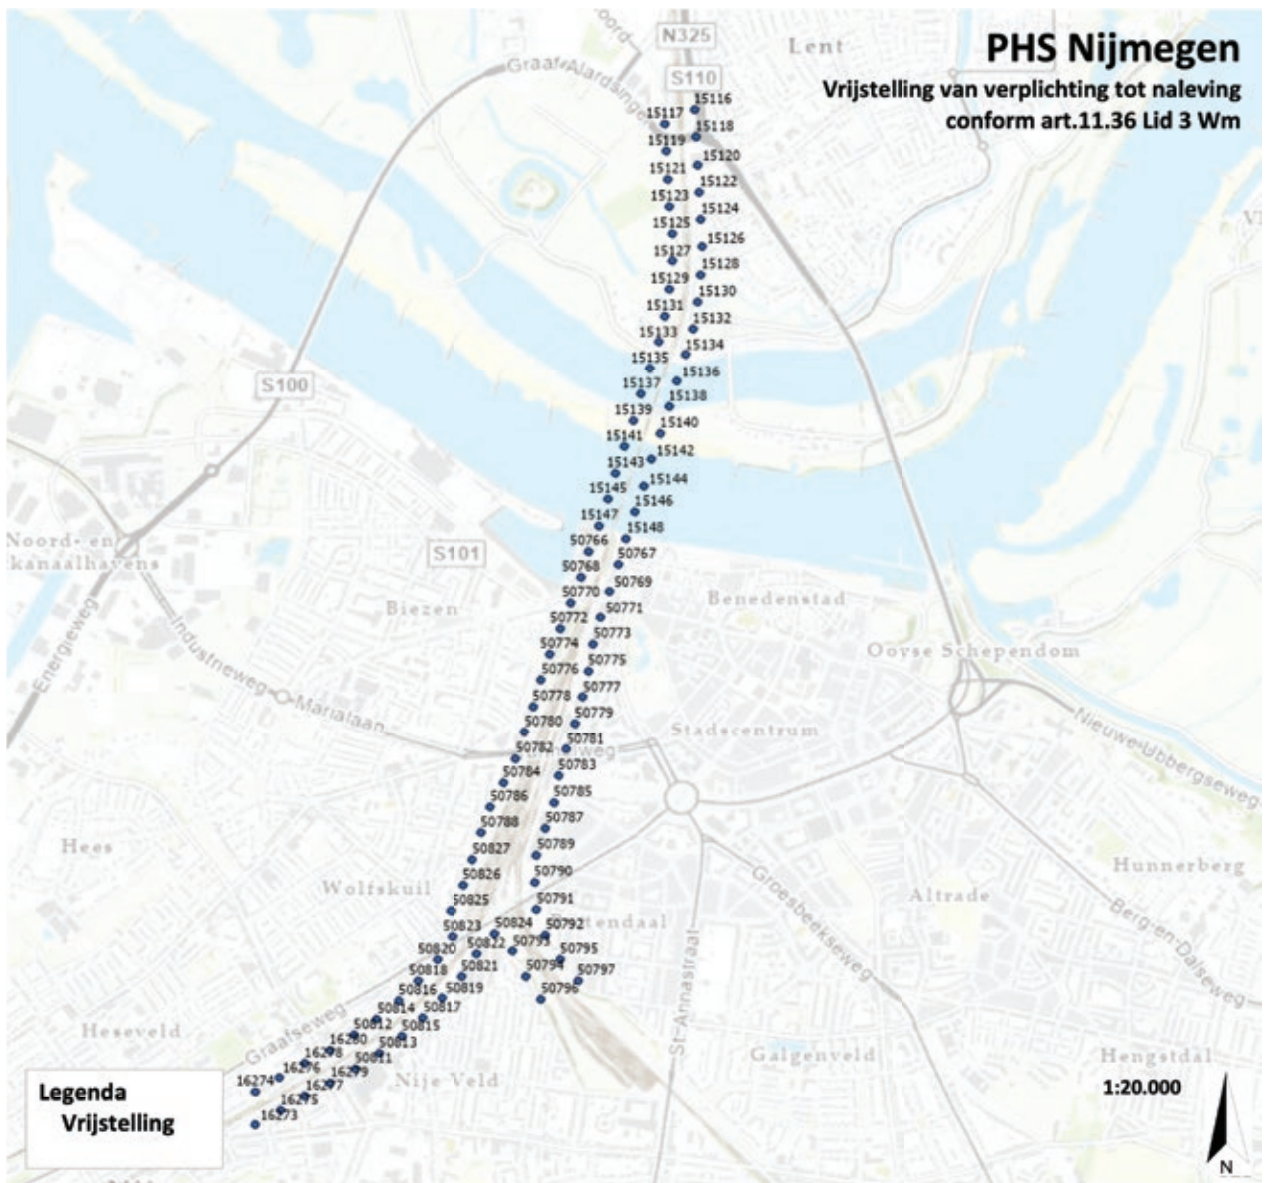 N325
Lent
PHS Nijmegen
Vrijstelling van verplichting tot naleving
conform art.11.36 Lid 3 Wm
Graaf Alardsingel
S110
15116
15117
15118
15119
15120
15121
15122
15123
15124
15125
15126
15127
15128
15129
15130
15131
15132
15133
15134
15135
15136
15137
15138
15139
15140
15141
15142
15143
15144
15145
15146
15147
15148
S100
S101
Noord- en
kanaalhavens
Energieweg
Industrieweg
Marialaan
Biezen
Benedenstad
Ooyse Schependom
Stadscentrum
Nieuwe Ubbergseweg
50766
50767
50768
50769
50770
50771
50772
50773
50774
50775
50776
50777
50778
50779
50780
50781
50782
50783
50784
50785
50786
50787
50788
50789
50827
50790
50826
50791
50825
50792
50823
50824
50793
50822
50820
50795
50794
50821
50818
50797
50796
50819
50816
50817
50814
50815
50812
50813
50811
16280
16278
16279
16276
16277
16274
16275
16273
Hees
Wolfskuil
Bottendaal
Altrade
Hunnerberg
Groesbeekseweg
Berg en Dalseweg
St. Annastraat
Heseveld
Graafseweg
Nije Veld
Galgenveld
Hengstdal
1:20.000
N
Legenda
Vrijstelling